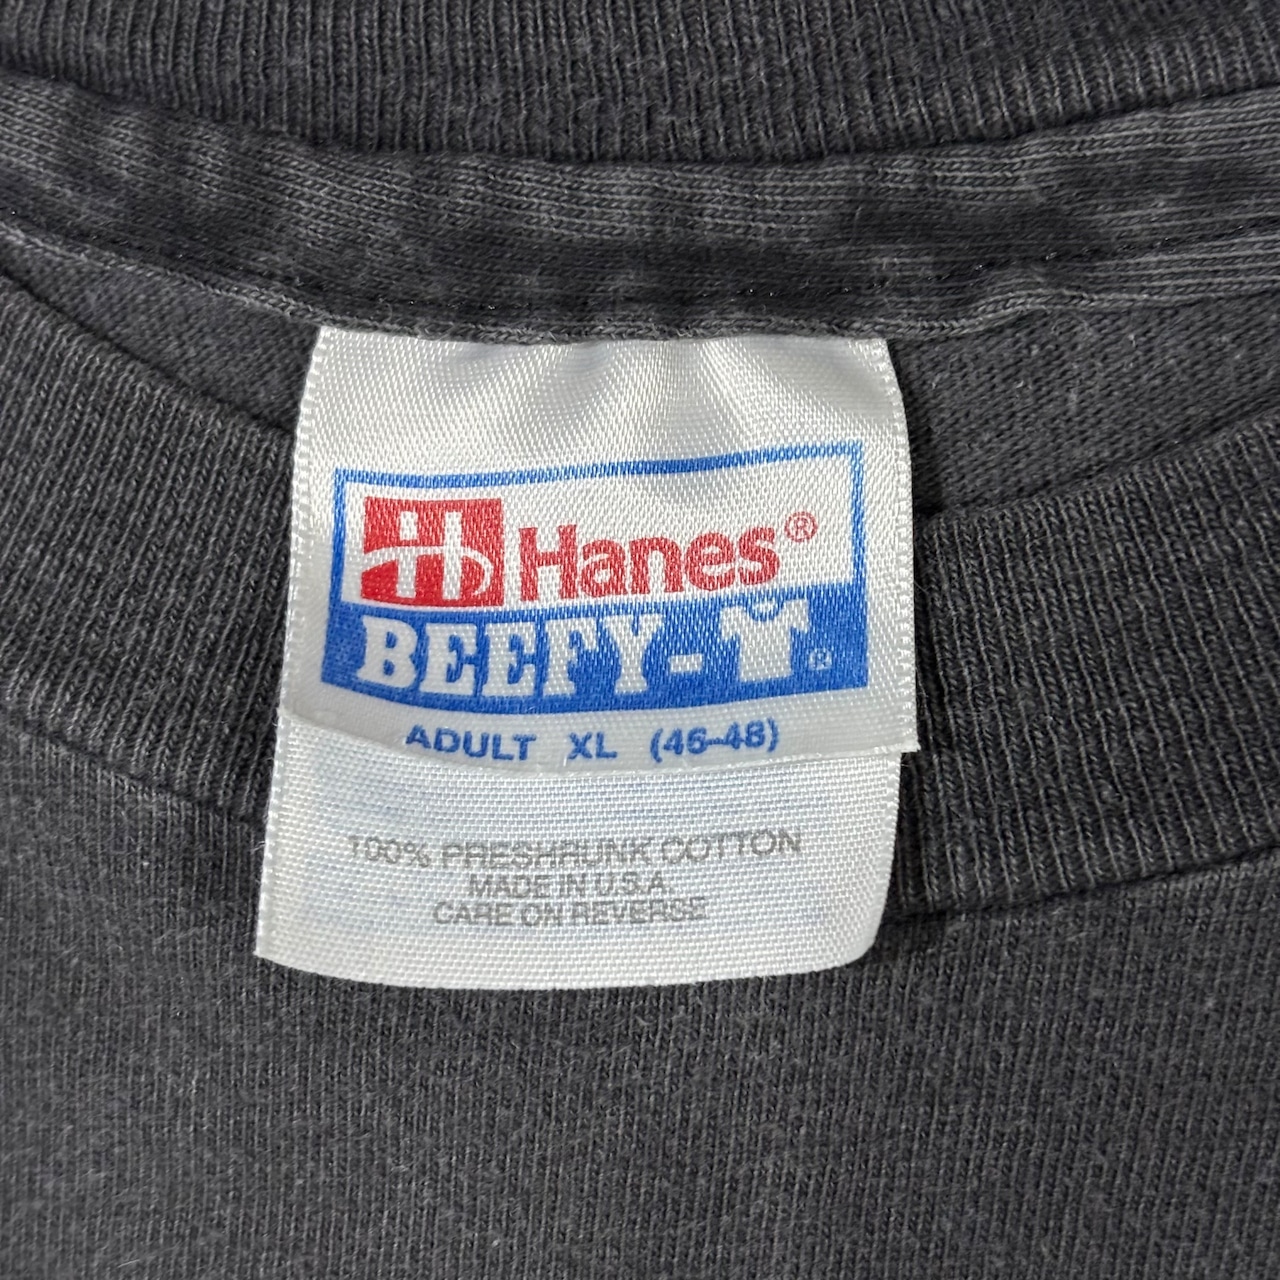 Hanes®
BEEFY-T®
ADULT XL (46-48)
100% PRESHRUNK COTTON
MADE IN U.S.A.
CARE ON REVERSE